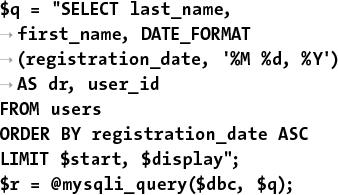 $q = "SELECT last_name,
→ first_name, DATE_FORMAT
→ (registration_date, '%M %d, %Y')
→ AS dr, user_id
FROM users
ORDER BY registration_date ASC
LIMIT $start, $display";
$r = @mysqli_query($dbc, $q);